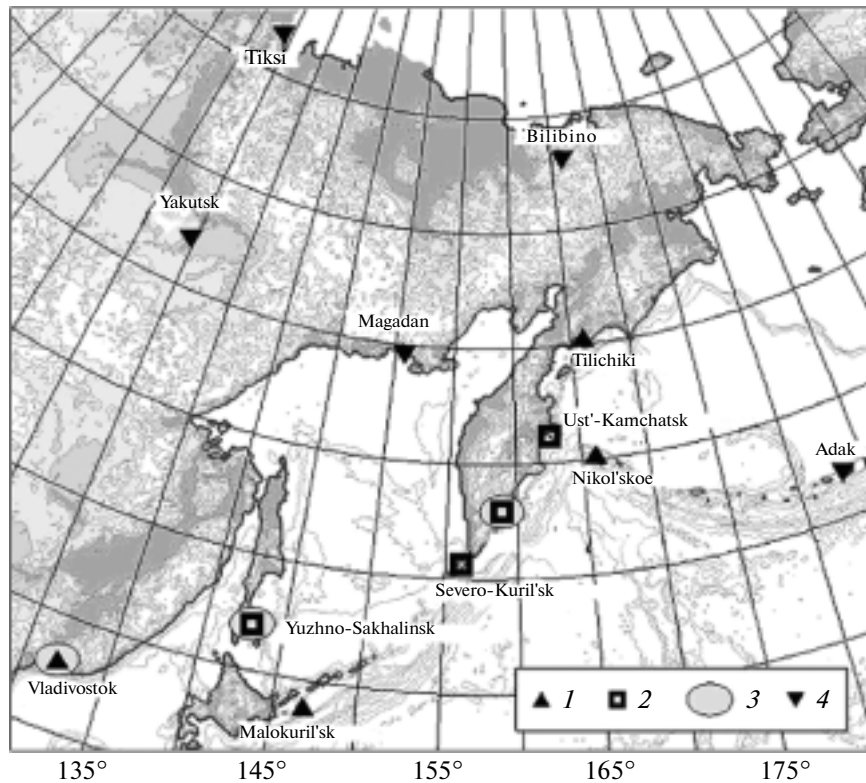 Tiksi
Bilibino
Yakutsk
Magadan
Tilichiki
Ust'-Kamchatsk
Adak
Nikol'skoe
Severo-Kuril'sk
Yuzhno-Sakhalinsk
Vladivostok
Malokuril'sk
1 2 3 4
135° 145° 155° 165° 175°